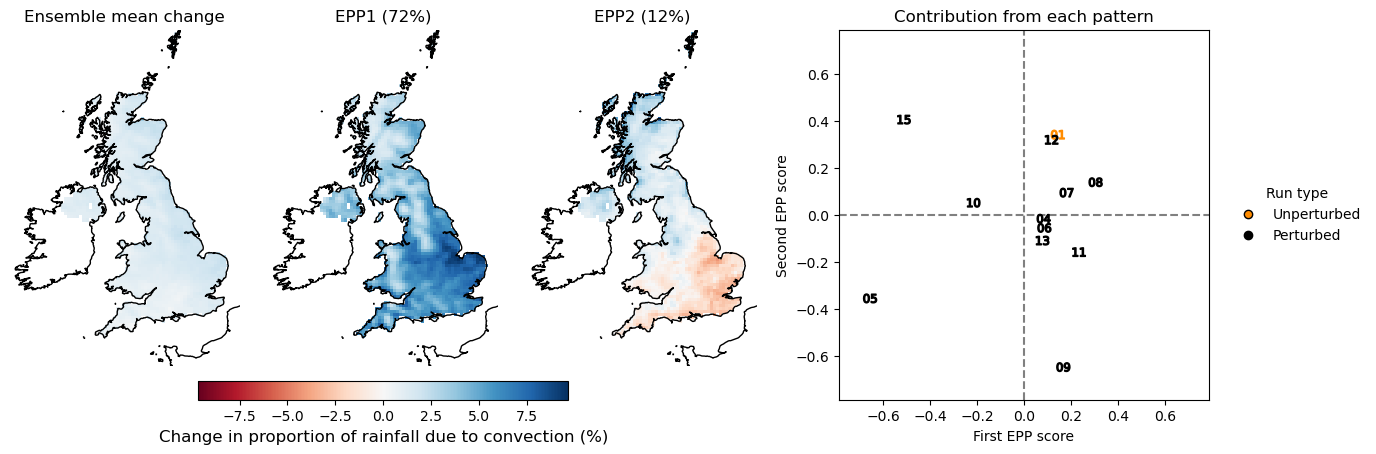 Ensemble mean change
EPP1 (72%)
EPP2 (12%)
Contribution from each pattern
Second EPP score
0.6
0.4
0.2
0.0
−0.2
−0.4
−0.6
15
01
12
08
07
10
04
06
13
11
05
09
−0.6 −0.4 −0.2 0.0 0.2 0.4 0.6
First EPP score
Run type
Unperturbed
Perturbed
−7.5 −5.0 −2.5 0.0 2.5 5.0 7.5
Change in proportion of rainfall due to convection (%)